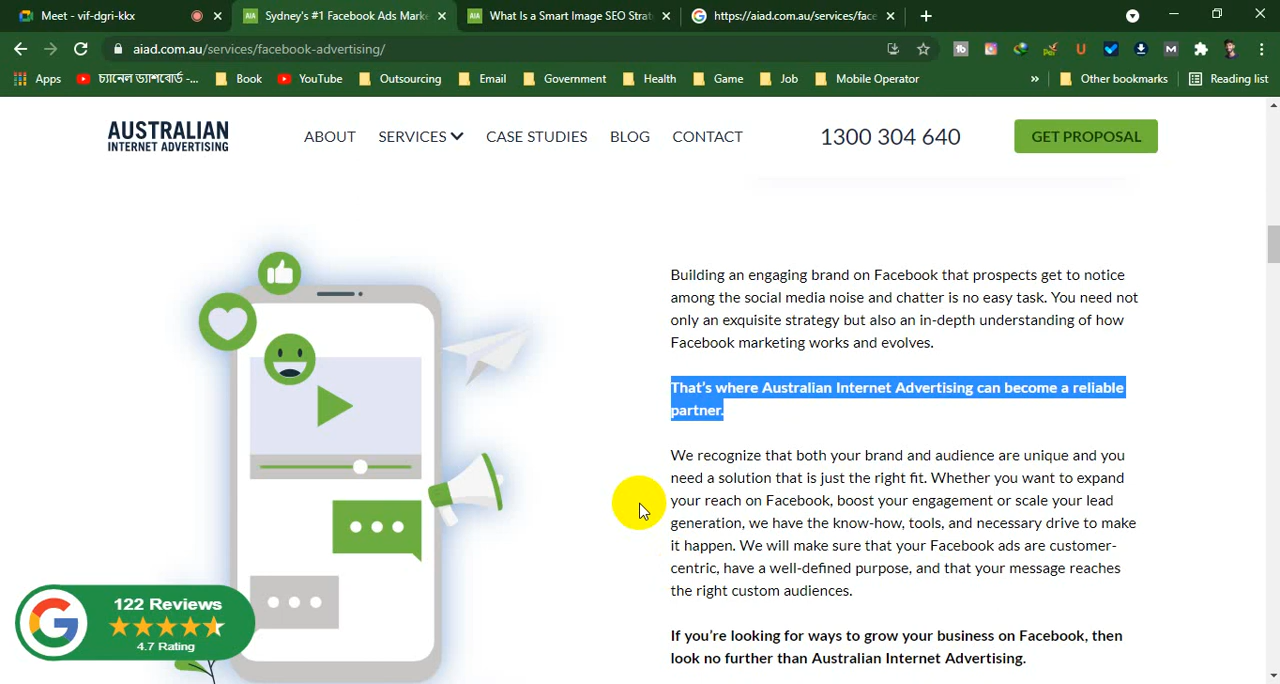 Meet - vif-dgri-kkx
Sydney's #1 Facebook Ads Mark
What Is a Smart Image SEO Strat
https://aiad.com.au/services/face
aiad.com.au/services/facebook-advertising/
Apps
চ্যানেল ড্যাশবোর্ড -...
Book
YouTube
Outsourcing
Email
Government
Health
Game
Job
Mobile Operator
»
Other bookmarks
Reading list
AUSTRALIAN
INTERNET ADVERTISING
ABOUT
SERVICES
CASE STUDIES
BLOG
CONTACT
1300 304 640
GET PROPOSAL
Building an engaging brand on Facebook that prospects get to notice
among the social media noise and chatter is no easy task. You need not
only an exquisite strategy but also an in-depth understanding of how
Facebook marketing works and evolves.
That's where Australian Internet Advertising can become a reliable
partner.
We recognize that both your brand and audience are unique and you
need a solution that is just the right fit. Whether you want to expand
your reach on Facebook, boost your engagement or scale your lead
generation, we have the know-how, tools, and necessary drive to make
it happen. We will make sure that your Facebook ads are customer-
centric, have a well-defined purpose, and that your message reaches
the right custom audiences.
If you're looking for ways to grow your business on Facebook, then
look no further than Australian Internet Advertising.
122 Reviews
4.7 Rating